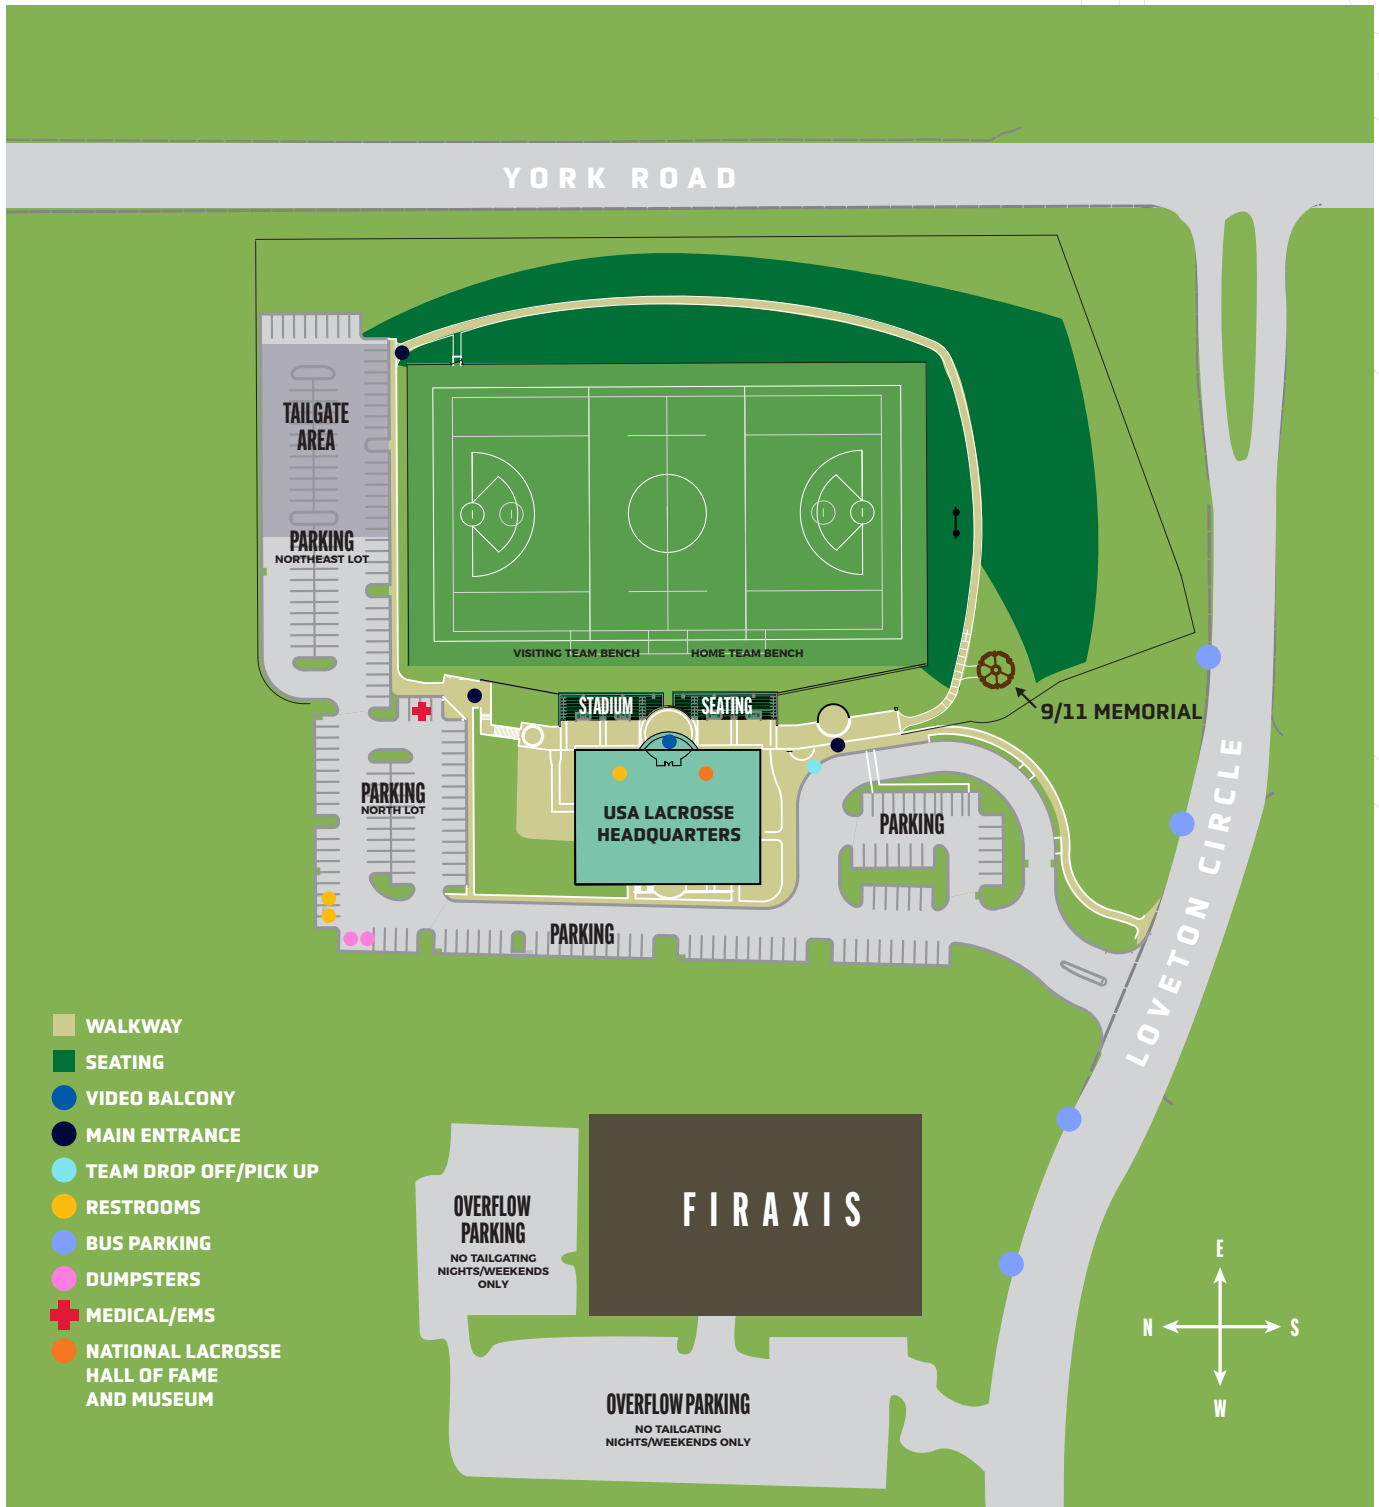 YORK ROAD
TAILGATE
AREA
PARKING
NORTHEAST LOT
VISITING TEAM BENCH
HOME TEAM BENCH
STADIUM
SEATING
9/11 MEMORIAL
PARKING
NORTH LOT
USA LACROSSE
HEADQUARTERS
PARKING
PARKING
LOVETON CIRCLE
WALKWAY
SEATING
VIDEO BALCONY
MAIN ENTRANCE
TEAM DROP OFF/PICK UP
RESTROOMS
BUS PARKING
DUMPSTERS
MEDICAL/EMS
NATIONAL LACROSSE
HALL OF FAME
AND MUSEUM
OVERFLOW
PARKING
NO TAILGATING
NIGHTS/WEEKENDS
ONLY
FIRAXIS
OVERFLOW PARKING
NO TAILGATING
NIGHTS/WEEKENDS ONLY
E
N
S
W